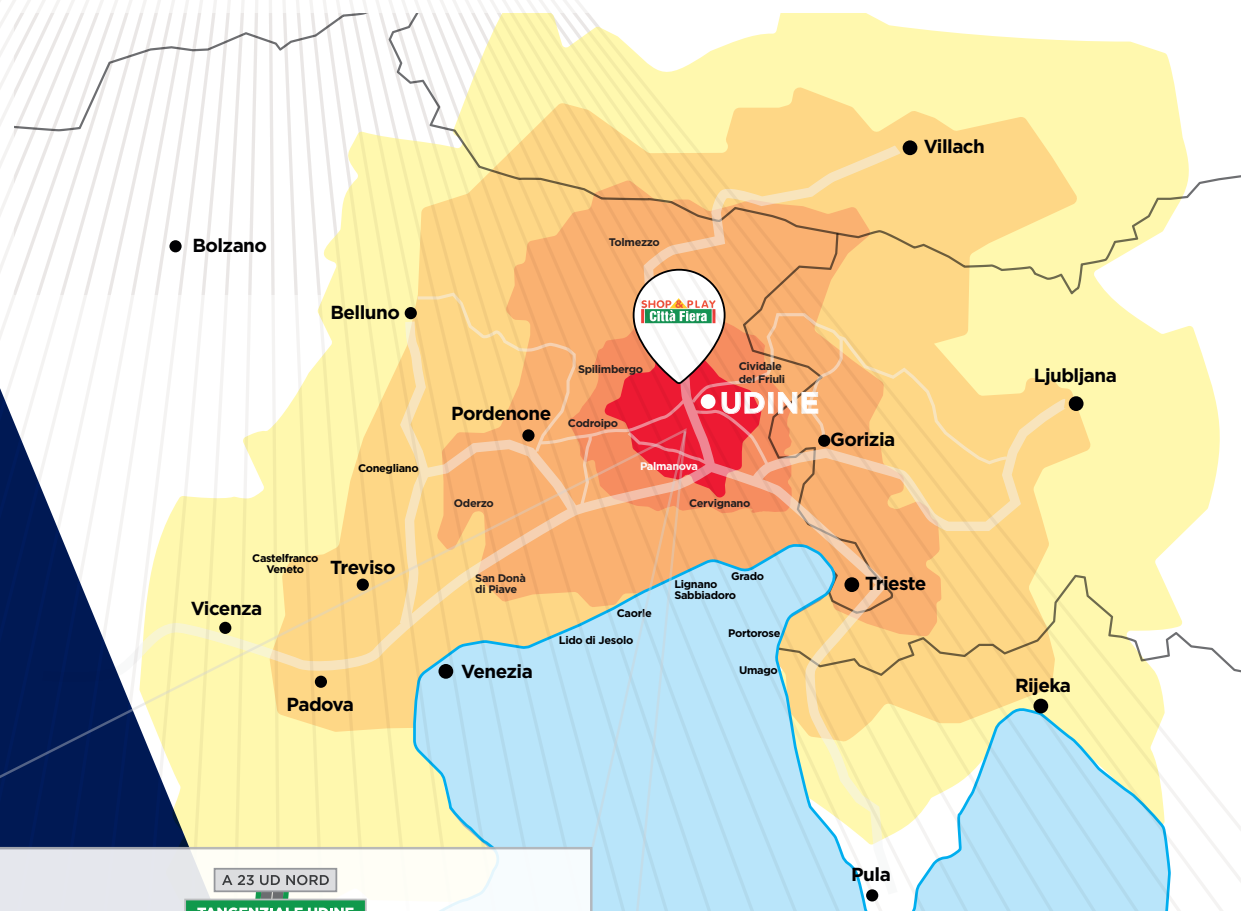 Villach
Bolzano
Tolmezzo
SHOP & PLAY
Città Fiera
Belluno
Spilimbergo
Cividale
del Friuli
Ljubljana
UDINE
Pordenone
Codroipo
Gorizia
Conegliano
Palmanova
Oderzo
Cervignano
Castelfranco
Veneto
Treviso
San Donà
di Piave
Grado
Lignano
Sabbiadoro
Trieste
Vicenza
Caorle
Lido di Jesolo
Portorose
Venezia
Umago
Padova
Rijeka
Pula
A 23 UD NORD
TANGENZIALE UDINE